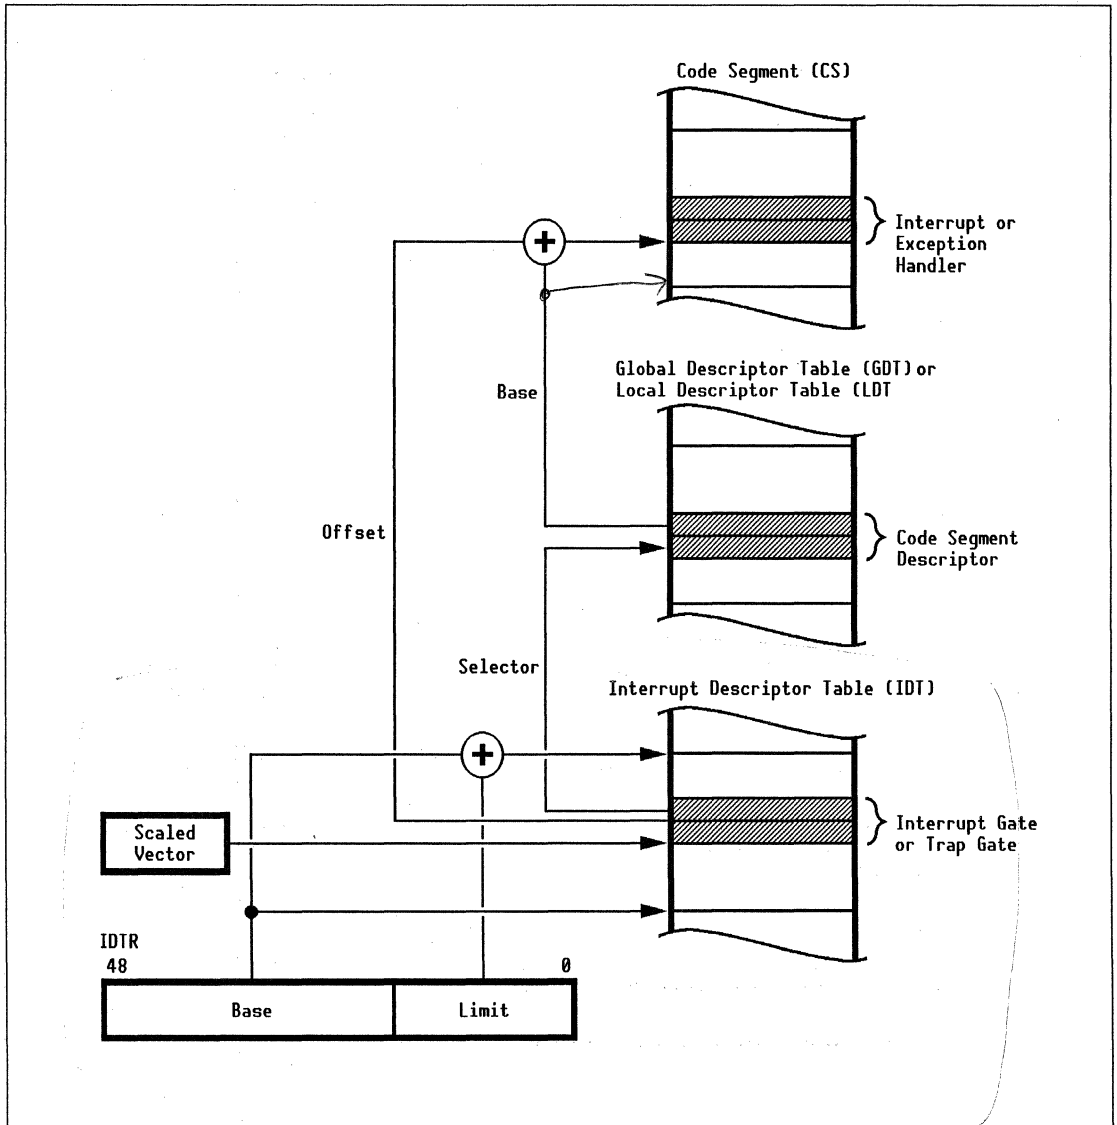 Code Segment (CS)
Interrupt or
Exception
Handler
+
Global Descriptor Table (GDT) or
Local Descriptor Table (LDT
Base
Offset
Code Segment
Descriptor
Selector
Interrupt Descriptor Table (IDT)
+
Scaled
Vector
Interrupt Gate
or Trap Gate
IDTR
48 0
Base Limit